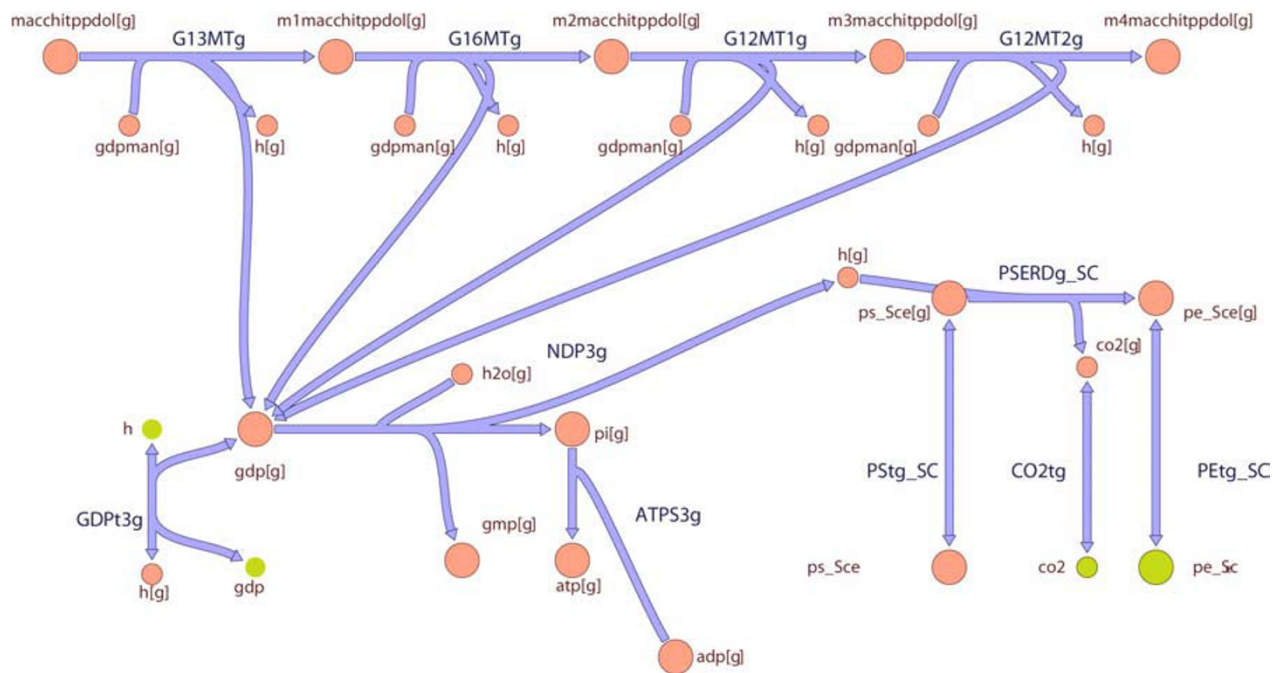 macchitppdol[g]
m1macchitppdol[g]
m2macchitppdol[g]
m3macchitppdol[g]
m4macchitppdol[g]
G13MTg
G16MTg
G12MT1g
G12MT2g
gdpman[g]
h[g]
gdpman[g]
h[g]
gdpman[g]
h[g]
gdpman[g]
h[g]
h[g]
PSERDg_SC
ps_Sce[g]
pe_Sce[g]
co2[g]
NDP3g
h2o[g]
h
gdp[g]
pi[g]
PStg_SC
CO2tg
PEtg_SC
GDPt3g
gmp[g]
ATPS3g
h[g]
gdp
atp[g]
ps_Sce
co2
adp[g]